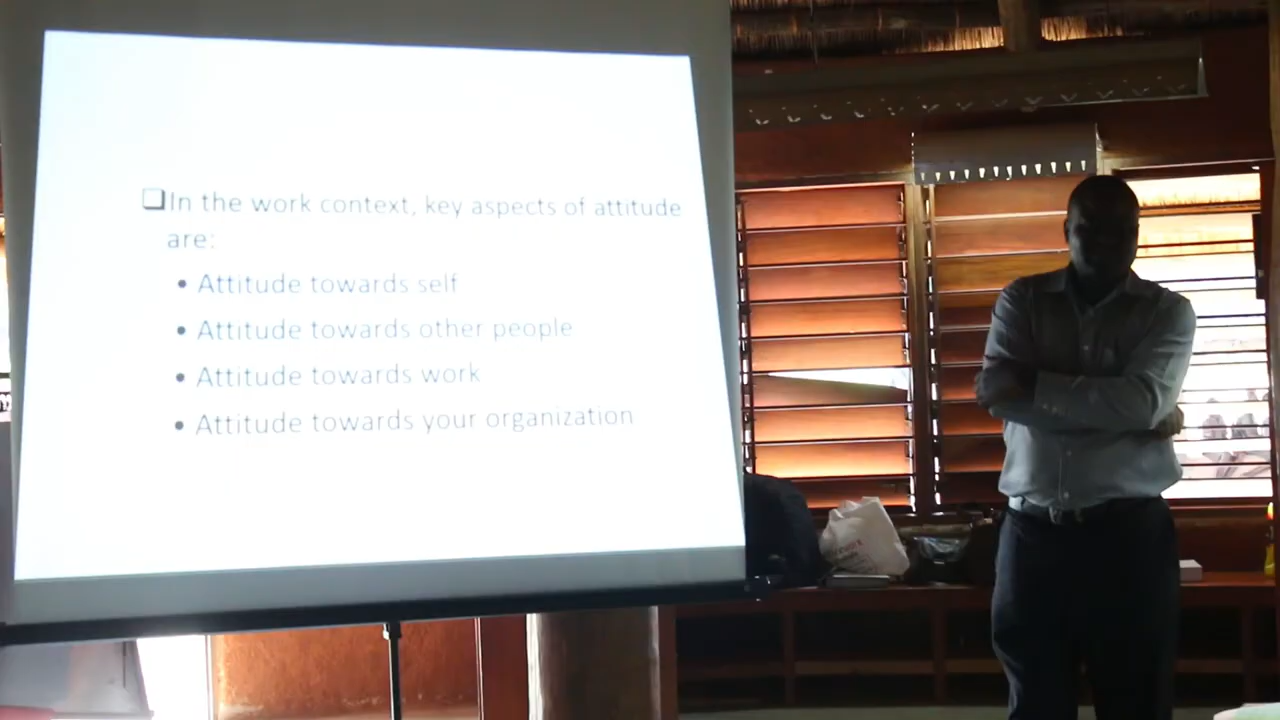 ❑In the work context, key aspects of attitude
are:
• Attitude towards self
• Attitude towards other people
• Attitude towards work
• Attitude towards your organization